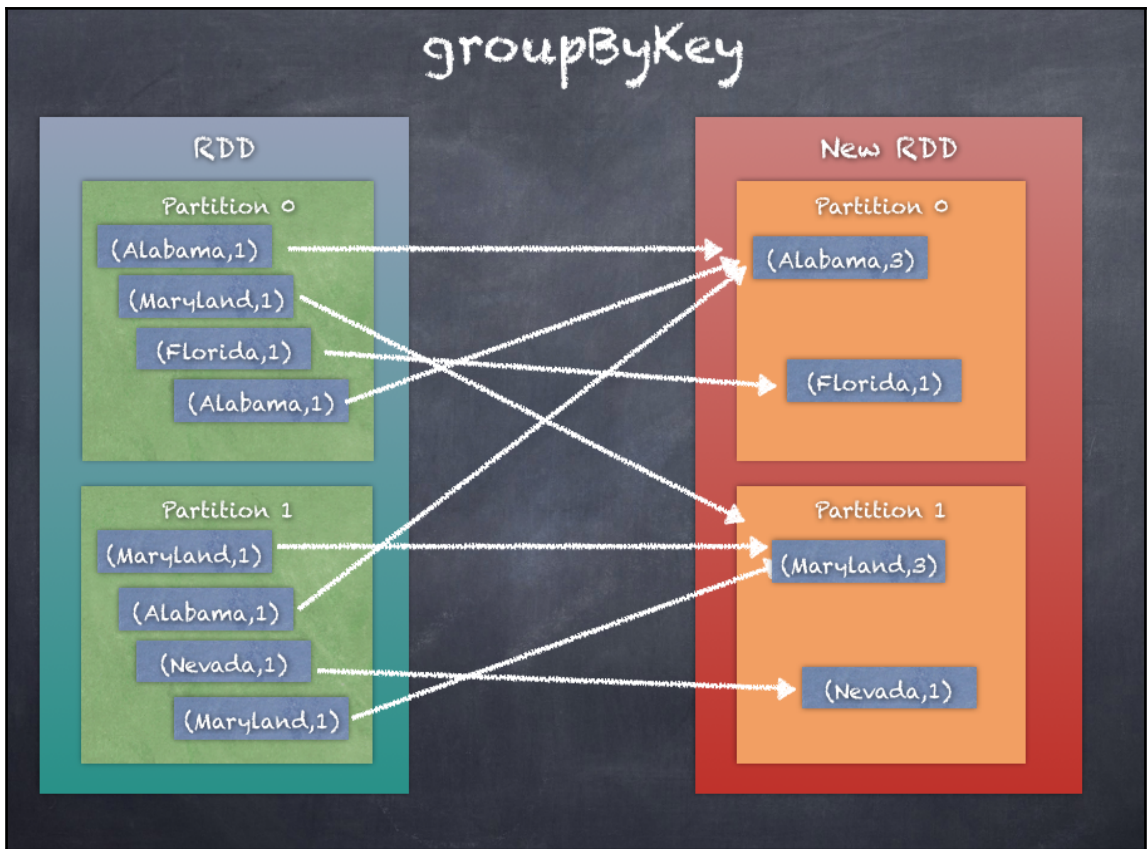 groupByKey
RDD
Partition 0
(Alabama,1)
(Maryland,1)
(Florida,1)
(Alabama,1)
Partition 1
(Maryland,1)
(Alabama,1)
(Nevada,1)
(Maryland,1)
New RDD
Partition 0
(Alabama,3)
(Florida,1)
Partition 1
(Maryland,3)
(Nevada,1)